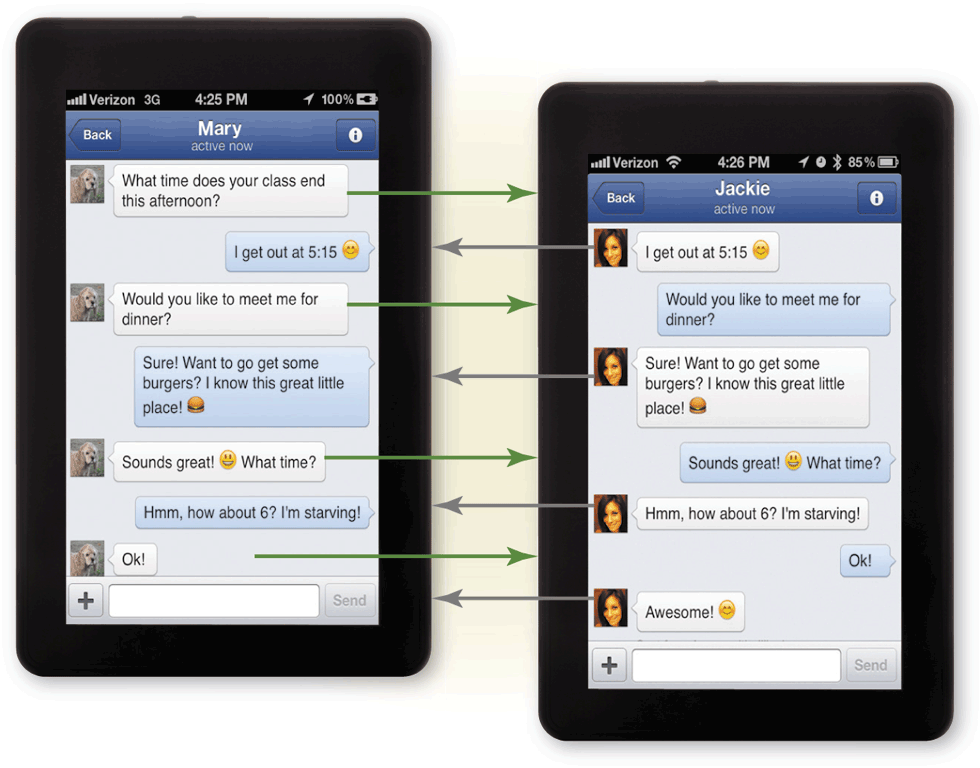 Verizon 3G 4:25 PM 100%
Back Mary
active now
What time does your class end
this afternoon?
I get out at 5:15
Would you like to meet me for
dinner?
Sure! Want to go get some
burgers? I know this great little
place!
Sounds great! What time?
Hmm, how about 6? I'm starving!
Ok!
Send
Verizon 4:26 PM 85%
Back Jackie
active now
I get out at 5:15
Would you like to meet me for
dinner?
Sure! Want to go get some
burgers? I know this great little
place!
Sounds great! What time?
Hmm, how about 6? I'm starving!
Ok!
Awesome!
Send